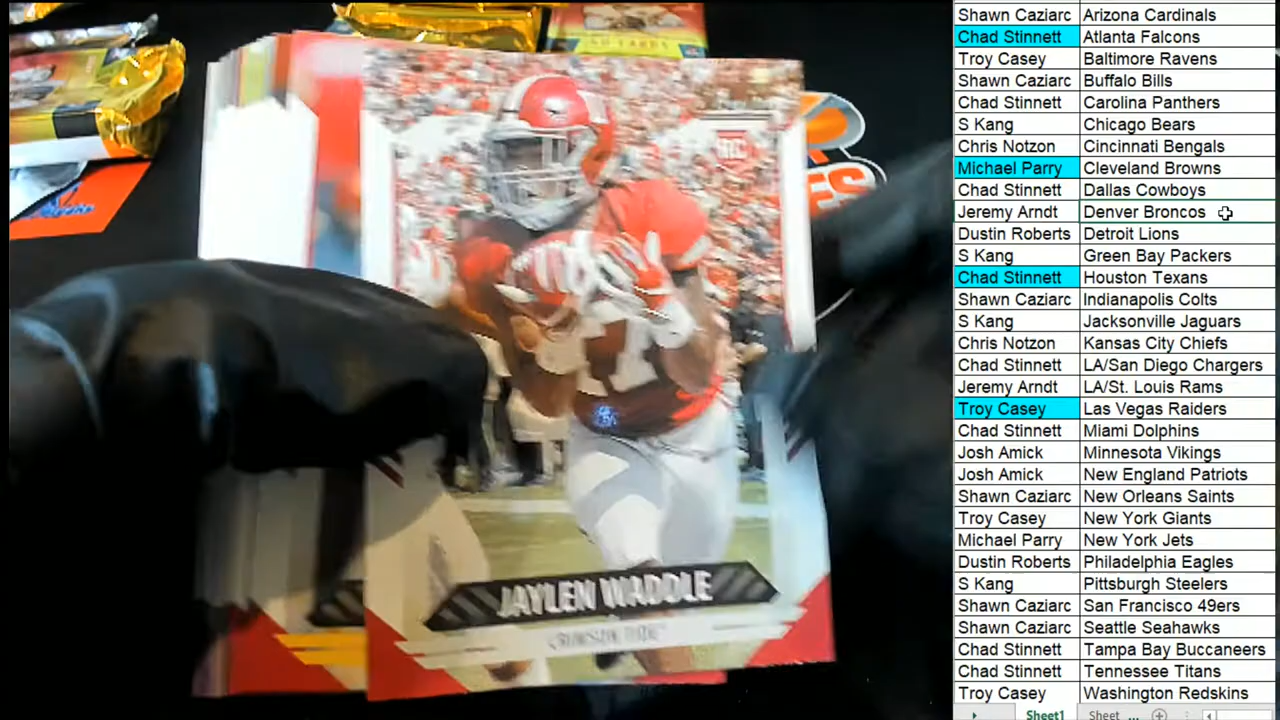 RC
17
JAYLEN WADDLE
CRIMSON TIDE
Shawn Caziarc Arizona Cardinals
Chad Stinnett Atlanta Falcons
Troy Casey Baltimore Ravens
Shawn Caziarc Buffalo Bills
Chad Stinnett Carolina Panthers
S Kang Chicago Bears
Chris Notzon Cincinnati Bengals
Michael Parry Cleveland Browns
Chad Stinnett Dallas Cowboys
Jeremy Arndt Denver Broncos
Dustin Roberts Detroit Lions
S Kang Green Bay Packers
Chad Stinnett Houston Texans
Shawn Caziarc Indianapolis Colts
S Kang Jacksonville Jaguars
Chris Notzon Kansas City Chiefs
Chad Stinnett LA/San Diego Chargers
Jeremy Arndt LA/St. Louis Rams
Troy Casey Las Vegas Raiders
Chad Stinnett Miami Dolphins
Josh Amick Minnesota Vikings
Josh Amick New England Patriots
Shawn Caziarc New Orleans Saints
Troy Casey New York Giants
Michael Parry New York Jets
Dustin Roberts Philadelphia Eagles
S Kang Pittsburgh Steelers
Shawn Caziarc San Francisco 49ers
Shawn Caziarc Seattle Seahawks
Chad Stinnett Tampa Bay Buccaneers
Chad Stinnett Tennessee Titans
Troy Casey Washington Redskins
Sheet1 Sheet ...